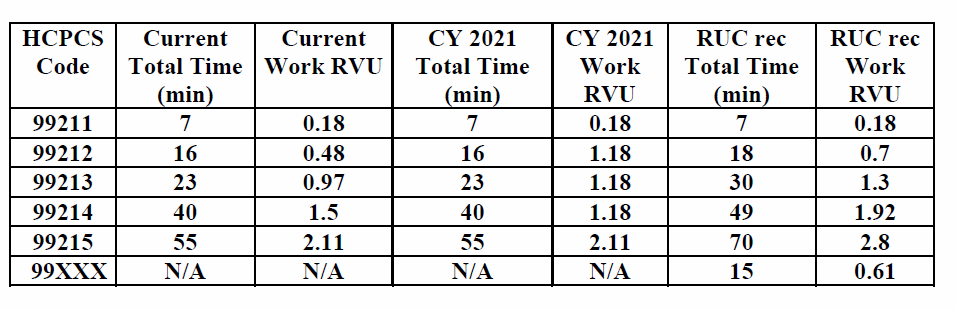 HCPCS Code | Current Total Time (min) | Current Work RVU | CY 2021 Total Time (min) | CY 2021 Work RVU | RUC rec Total Time (min) | RUC rec Work RVU
99211 | 7 | 0.18 | 7 | 0.18 | 7 | 0.18
99212 | 16 | 0.48 | 16 | 1.18 | 18 | 0.7
99213 | 23 | 0.97 | 23 | 1.18 | 30 | 1.3
99214 | 40 | 1.5 | 40 | 1.18 | 49 | 1.92
99215 | 55 | 2.11 | 55 | 2.11 | 70 | 2.8
99XXX | N/A | N/A | N/A | N/A | 15 | 0.61